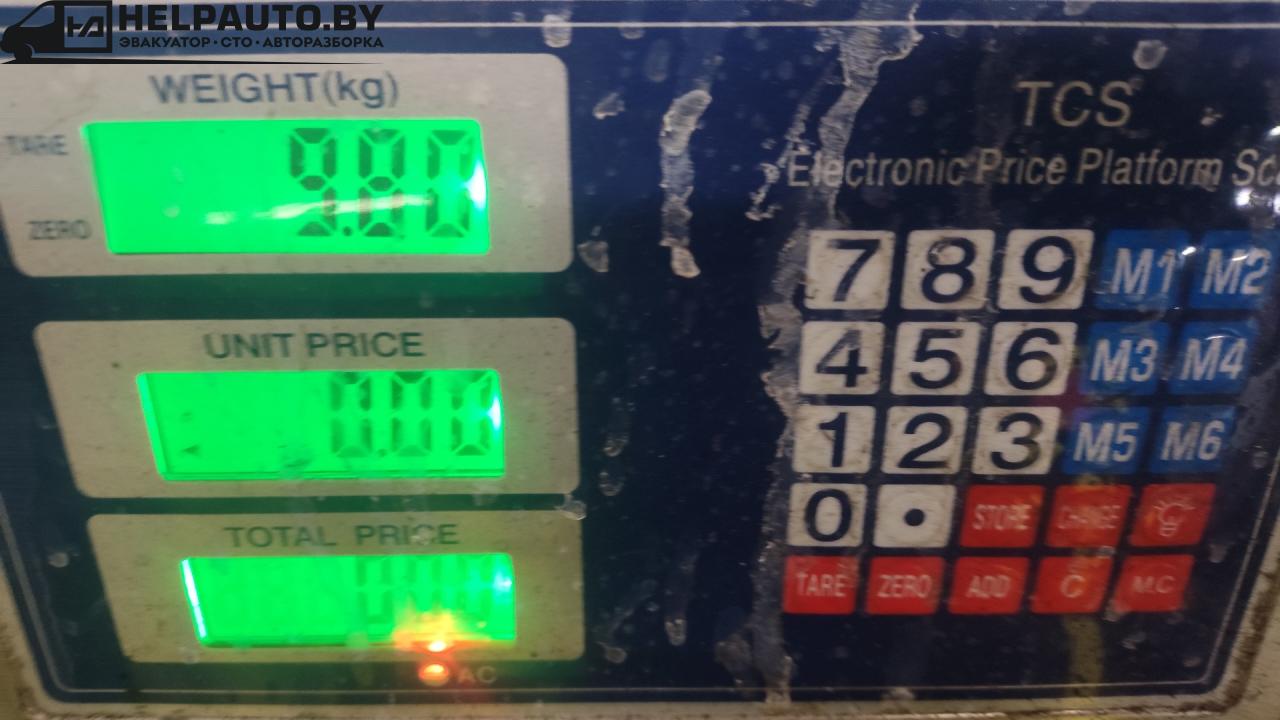 HELPAUTO.BY
ЭВАКУАТОР · СТО · АВТОРАЗБОРКА
WEIGHT(kg)
TARE
9.80
ZERO
UNIT PRICE
0.00
TOTAL PRICE
AC
TCS
Electronic Price Platform Sc
7 8 9 M1 M2
4 5 6 M3 M4
1 2 3 M5 M6
0 • STORE CHANGE
TARE ZERO ADD C M.C